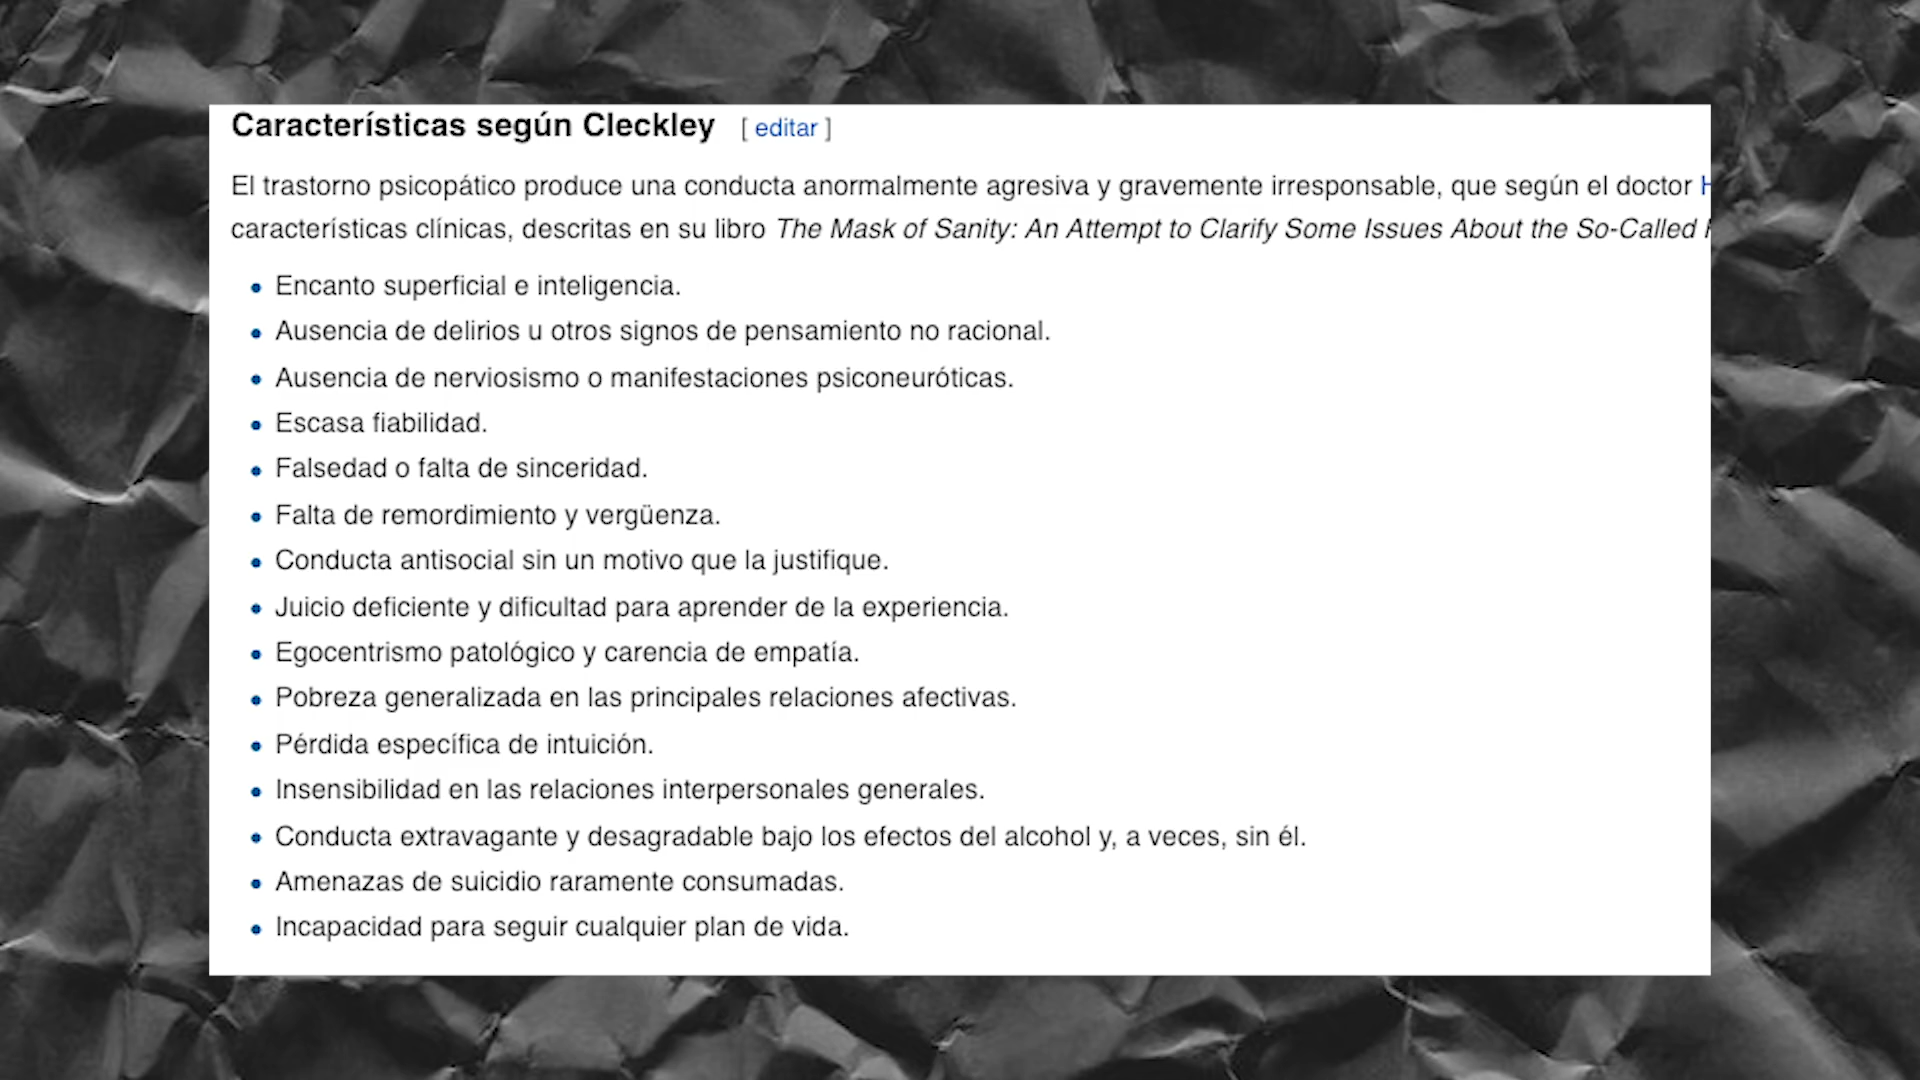 Características según Cleckley [ editar ]
El trastorno psicopático produce una conducta anormalmente agresiva y gravemente irresponsable, que según el doctor
características clínicas, descritas en su libro The Mask of Sanity: An Attempt to Clarify Some Issues About the So-Called
• Encanto superficial e inteligencia.
• Ausencia de delirios u otros signos de pensamiento no racional.
• Ausencia de nerviosismo o manifestaciones psiconeuróticas.
• Escasa fiabilidad.
• Falsedad o falta de sinceridad.
• Falta de remordimiento y vergüenza.
• Conducta antisocial sin un motivo que la justifique.
• Juicio deficiente y dificultad para aprender de la experiencia.
• Egocentrismo patológico y carencia de empatía.
• Pobreza generalizada en las principales relaciones afectivas.
• Pérdida específica de intuición.
• Insensibilidad en las relaciones interpersonales generales.
• Conducta extravagante y desagradable bajo los efectos del alcohol y, a veces, sin él.
• Amenazas de suicidio raramente consumadas.
• Incapacidad para seguir cualquier plan de vida.